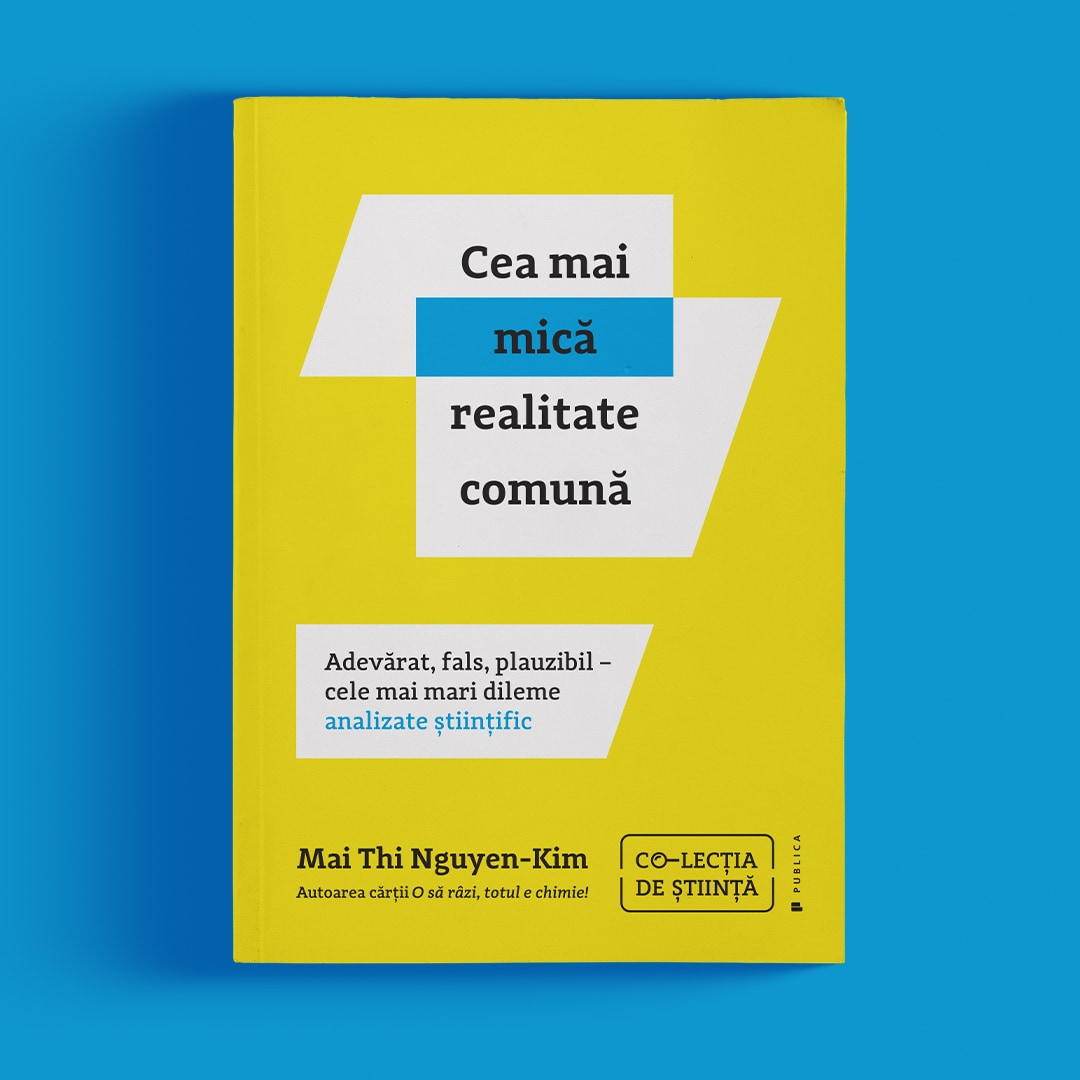 Cea mai
mică
realitate
comună
Adevărat, fals, plauzibil –
cele mai mari dileme
analizate științific
Mai Thi Nguyen-Kim
Autoarea cărții O să râzi, totul e chimie!
CO-LECȚIA
DE ȘTIINȚĂ
PUBLICA